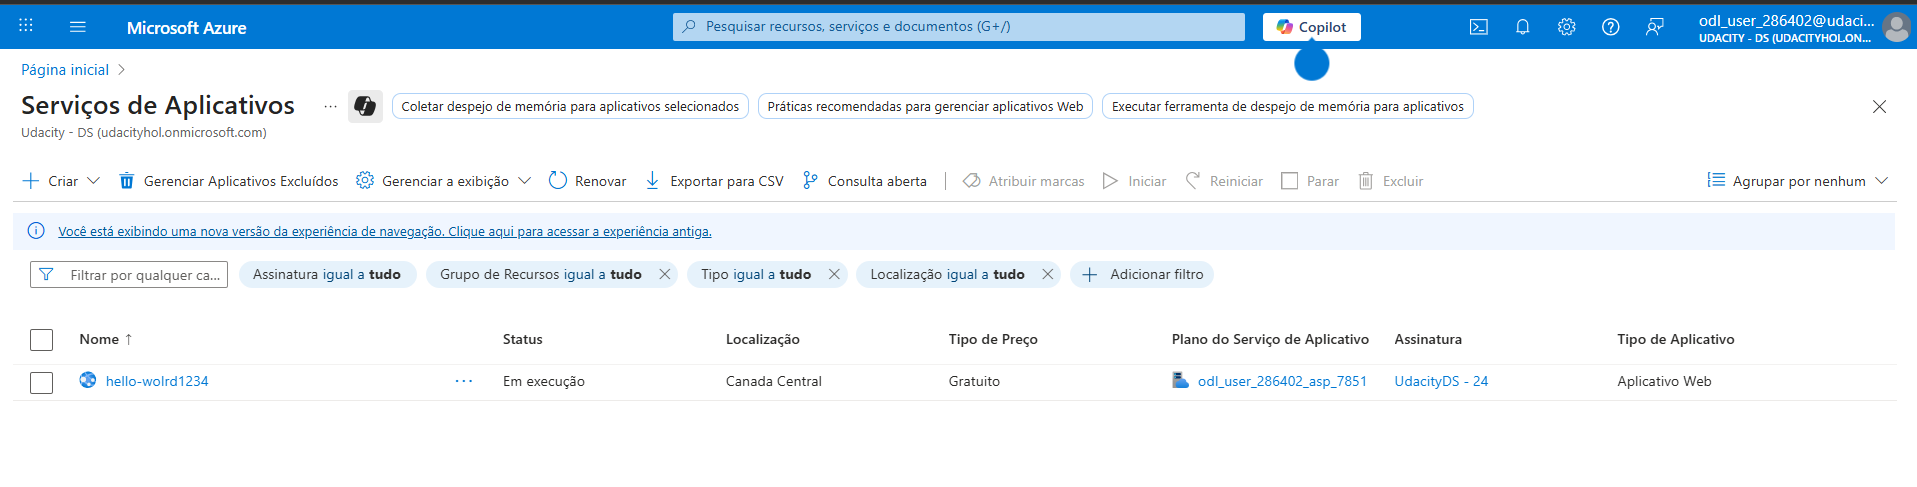 Microsoft Azure
Pesquisar recursos, serviços e documentos (G+/)
Copilot
odl_user_286402@udaci...
UDACITY - DS (UDACITYHOL.ON...
Página inicial
Serviços de Aplicativos
...
Coletar despejo de memória para aplicativos selecionados
Práticas recomendadas para gerenciar aplicativos Web
Executar ferramenta de despejo de memória para aplicativos
Udacity - DS (udacityhol.onmicrosoft.com)
Criar
Gerenciar Aplicativos Excluídos
Gerenciar a exibição
Renovar
Exportar para CSV
Consulta aberta
Atribuir marcas
Iniciar
Reiniciar
Parar
Excluir
Agrupar por nenhum
Você está exibindo uma nova versão da experiência de navegação. Clique aqui para acessar a experiência antiga.
Filtrar por qualquer ca...
Assinatura igual a tudo
Grupo de Recursos igual a tudo
Tipo igual a tudo
Localização igual a tudo
Adicionar filtro
Nome ↑
Status
Localização
Tipo de Preço
Plano do Serviço de Aplicativo
Assinatura
Tipo de Aplicativo
hello-wolrd1234
...
Em execução
Canada Central
Gratuito
odl_user_286402_asp_7851
UdacityDS - 24
Aplicativo Web